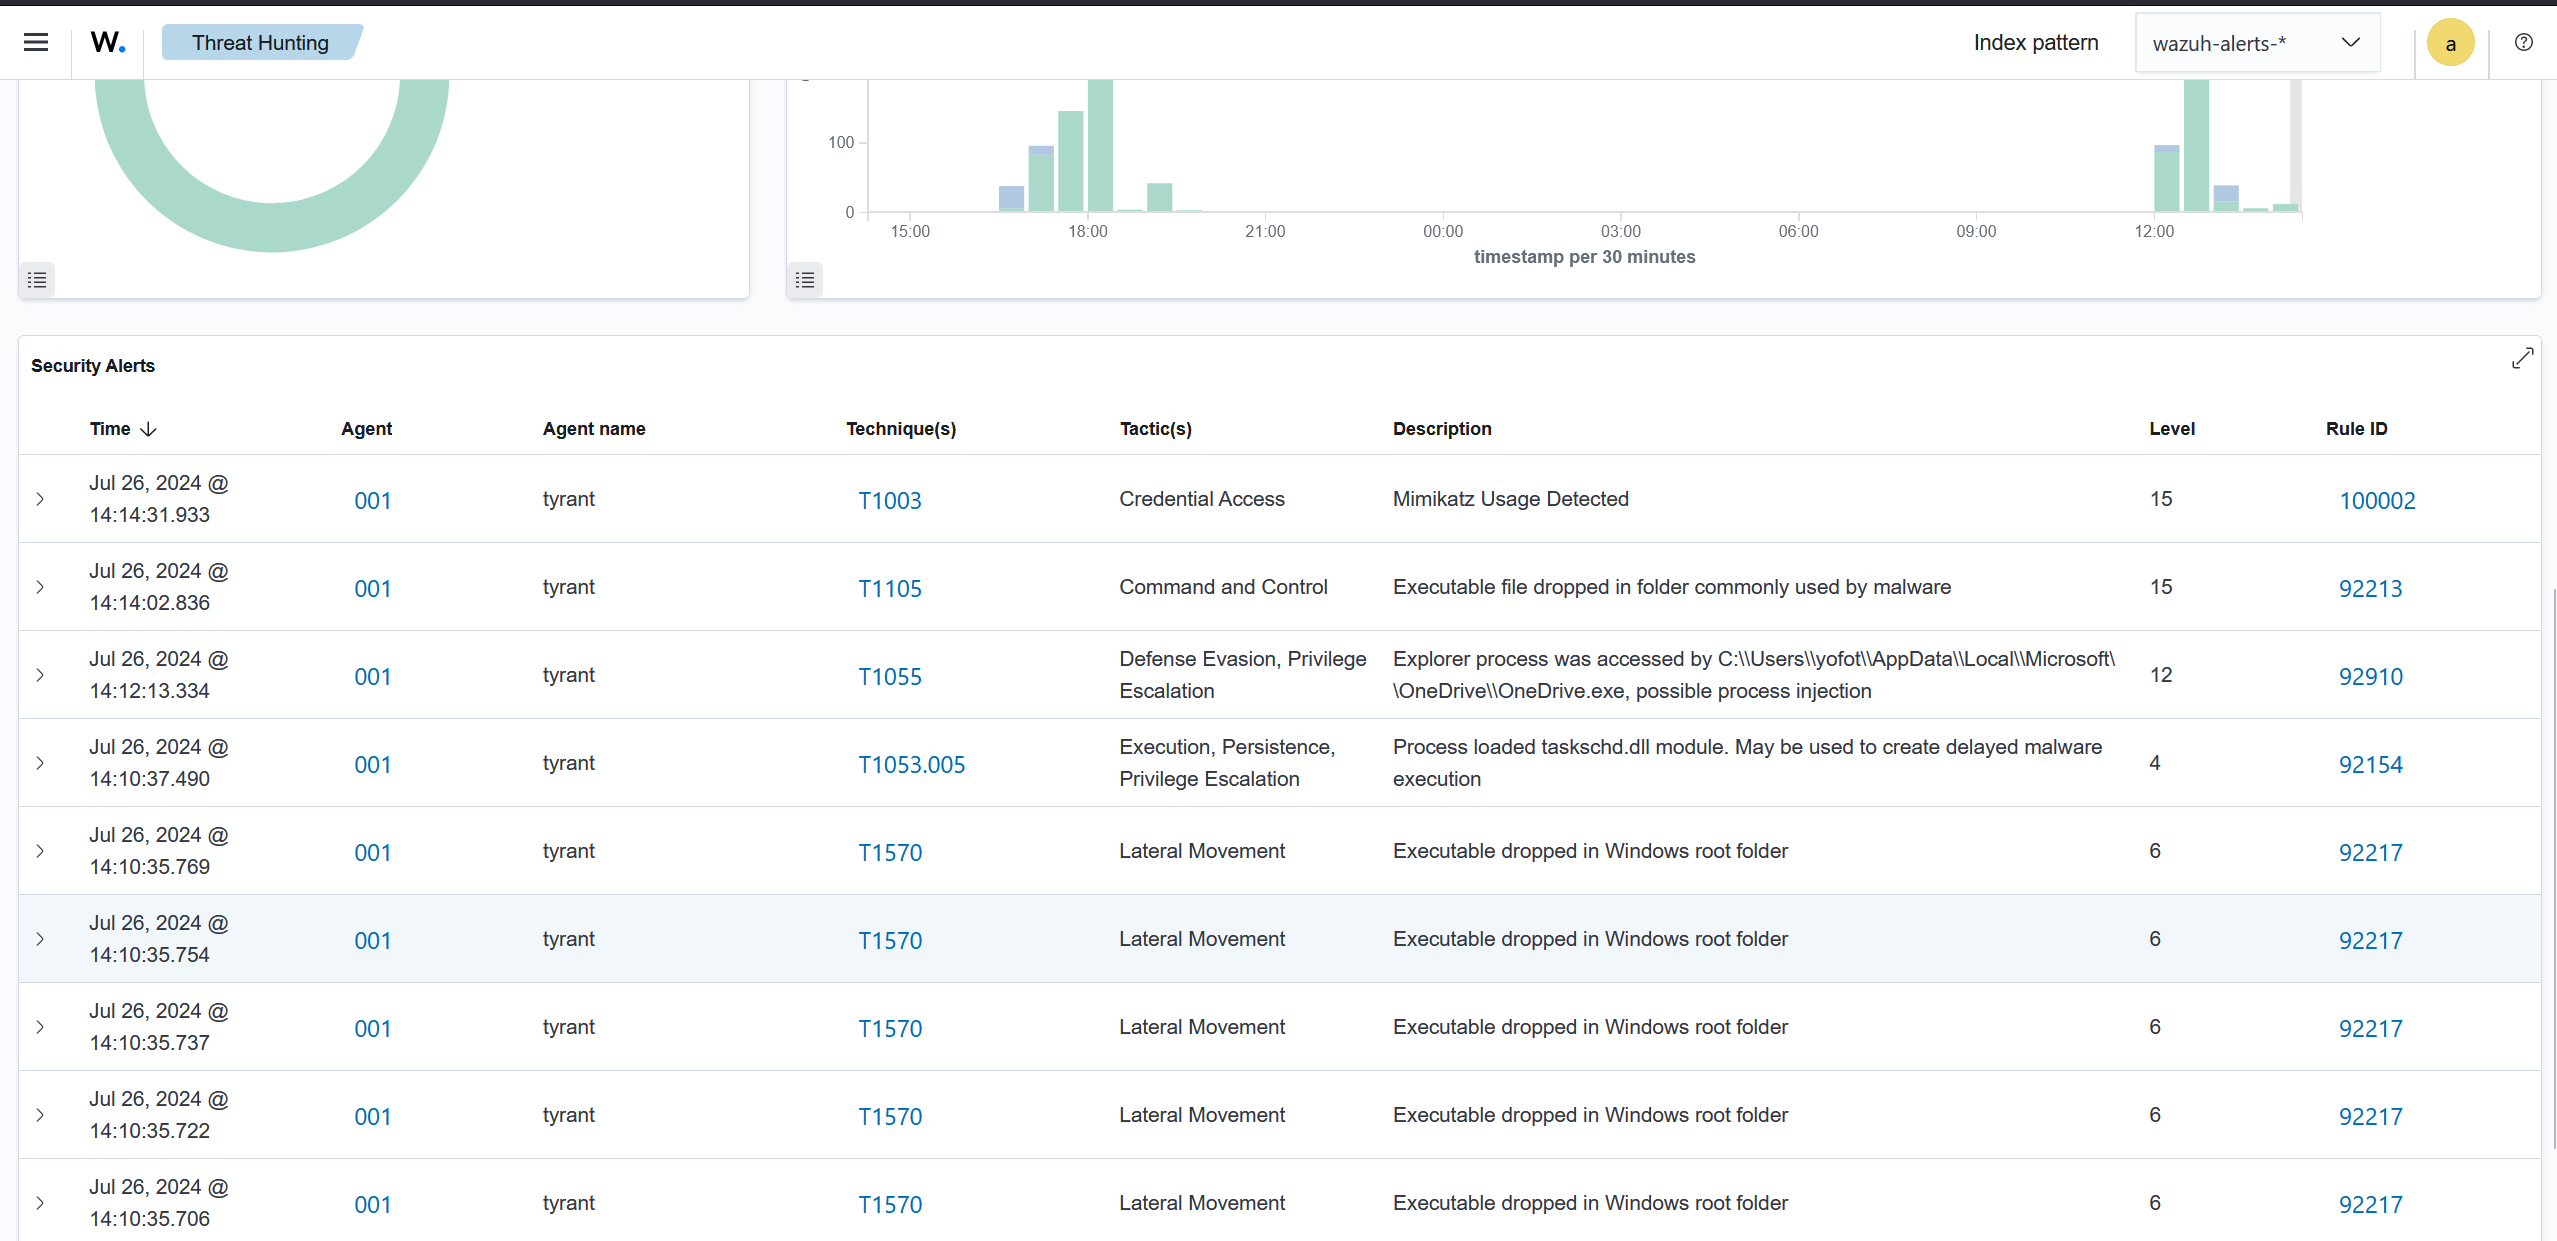 W.
Threat Hunting
Index pattern
wazuh-alerts-*
a
100
0
15:00 18:00 21:00 00:00 03:00 06:00 09:00 12:00
timestamp per 30 minutes
Security Alerts
Time Agent Agent name Technique(s) Tactic(s) Description Level Rule ID
Jul 26, 2024 @
14:14:31.933
001 tyrant T1003 Credential Access Mimikatz Usage Detected 15 100002
Jul 26, 2024 @
14:14:02.836
001 tyrant T1105 Command and Control Executable file dropped in folder commonly used by malware 15 92213
Jul 26, 2024 @
14:12:13.334
001 tyrant T1055
Defense Evasion, Privilege
Escalation
Explorer process was accessed by C:\\Users\\yofot\\AppData\\Local\\Microsoft\
\OneDrive\\OneDrive.exe, possible process injection
12 92910
Jul 26, 2024 @
14:10:37.490
001 tyrant T1053.005
Execution, Persistence,
Privilege Escalation
Process loaded taskschd.dll module. May be used to create delayed malware
execution
4 92154
Jul 26, 2024 @
14:10:35.769
001 tyrant T1570 Lateral Movement Executable dropped in Windows root folder 6 92217
Jul 26, 2024 @
14:10:35.754
001 tyrant T1570 Lateral Movement Executable dropped in Windows root folder 6 92217
Jul 26, 2024 @
14:10:35.737
001 tyrant T1570 Lateral Movement Executable dropped in Windows root folder 6 92217
Jul 26, 2024 @
14:10:35.722
001 tyrant T1570 Lateral Movement Executable dropped in Windows root folder 6 92217
Jul 26, 2024 @
14:10:35.706
001 tyrant T1570 Lateral Movement Executable dropped in Windows root folder 6 92217